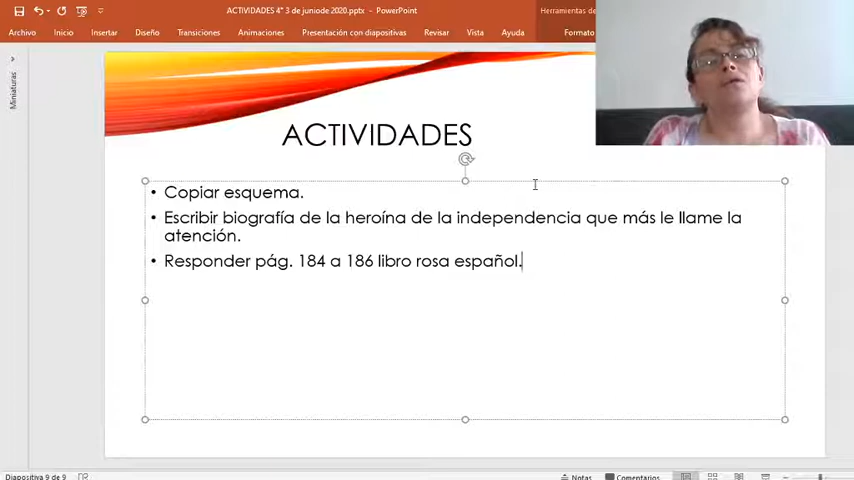 ACTIVIDADES 4° 3 de juniode 2020.pptx - PowerPoint
Herramientas de
Archivo Inicio Insertar Diseño Transiciones Animaciones Presentación con diapositivas Revisar Vista Ayuda Formato
Miniaturas
ACTIVIDADES
• Copiar esquema.
• Escribir biografía de la heroína de la independencia que más le llame la
atención.
• Responder pág. 184 a 186 libro rosa español.
Diapositiva 9 de 9 Notas Comentarios